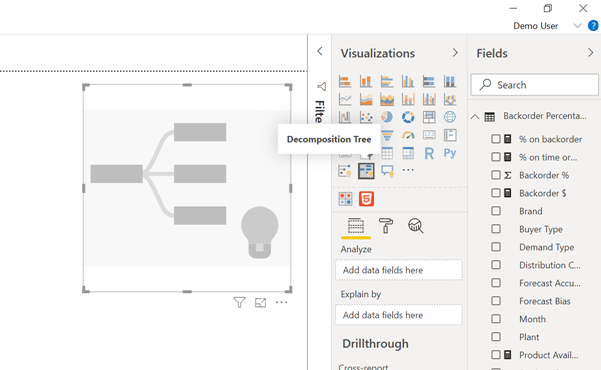 Demo User
?
Filte
Visualizations
Fields
Search
Decomposition Tree
R
Py
5
Analyze
Add data fields here
Explain by
Add data fields here
Drillthrough
Cross-report
Backorder Percenta...
% on backorder
% on time or...
Σ Backorder %
Backorder $
Brand
Buyer Type
Demand Type
Distribution C...
Forecast Accu...
Forecast Bias
Month
Plant
Product Avail...